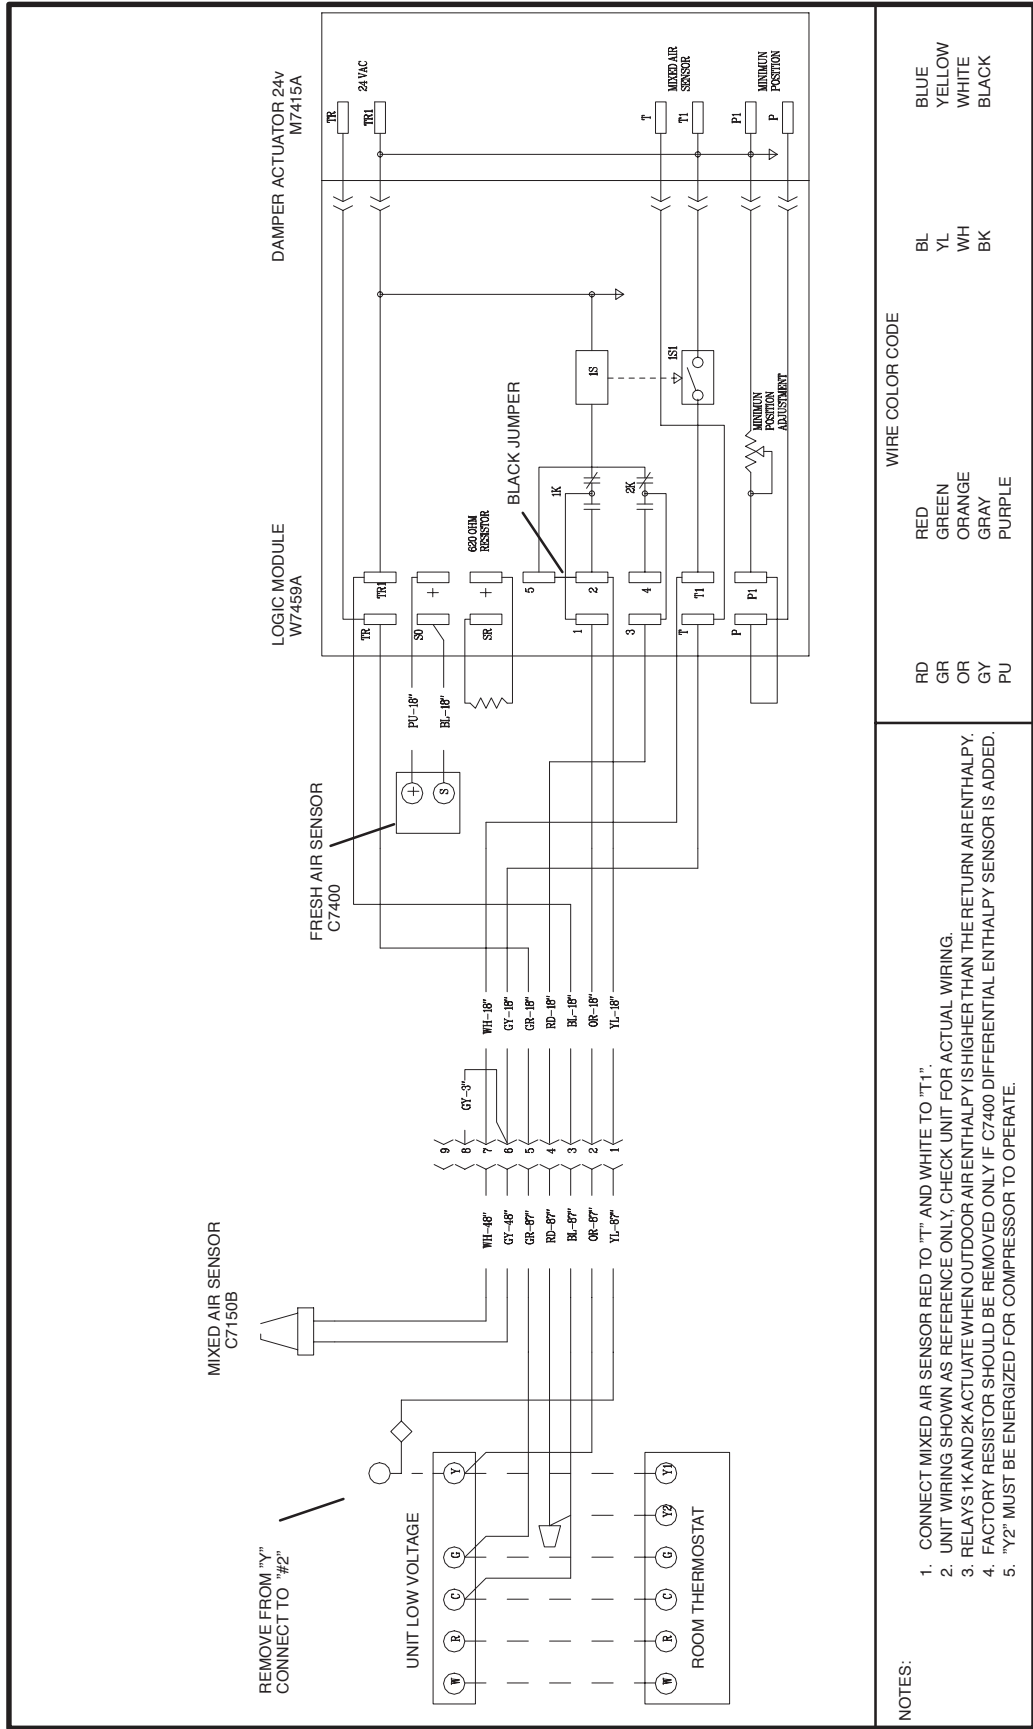 DAMPER ACTUATOR 24v
M7415A
LOGIC MODULE
W7459A
FRESH AIR SENSOR
C7400
MIXED AIR SENSOR
C7150B
REMOVE FROM "Y"
CONNECT TO "#2"
UNIT LOW VOLTAGE
W
R
C
G
Y
ROOM THERMOSTAT
W
R
C
G
Y2
Y1
WH-48"
GY-48"
GR-87"
RD-87"
BL-87"
OR-87"
YL-87"
9
8
7
6
5
4
3
2
1
GY-3"
WH-18"
GY-18"
GR-18"
RD-18"
BL-18"
OR-18"
YL-18"
+
S
PU-18"
BL-18"
TR
TR1
SO
+
SR
+
620 OHM
RESISTOR
5
1
2
3
4
T
T1
P
P1
BLACK JUMPER
1K
2K
1S
1S1
MINIMUN
POSITION
ADJUSTMENT
TR
TR1
24 VAC
T
T1
MIXED AIR
SENSOR
P1
P
MINIMUN
POSITION
NOTES:
1. CONNECT MIXED AIR SENSOR RED TO "T" AND WHITE TO "T1".
2. UNIT WIRING SHOWN AS REFERENCE ONLY, CHECK UNIT FOR ACTUAL WIRING.
3. RELAYS 1K AND 2K ACTUATE WHEN OUTDOOR AIR ENTHALPY IS HIGHER THAN THE RETURN AIR ENTHALPY.
4. FACTORY RESISTOR SHOULD BE REMOVED ONLY IF C7400 DIFFERENTIAL ENTHALPY SENSOR IS ADDED.
5. "Y2" MUST BE ENERGIZED FOR COMPRESSOR TO OPERATE.
WIRE COLOR CODE
RD RED BL BLUE
GR GREEN YL YELLOW
OR ORANGE WH WHITE
GY GRAY BK BLACK
PU PURPLE